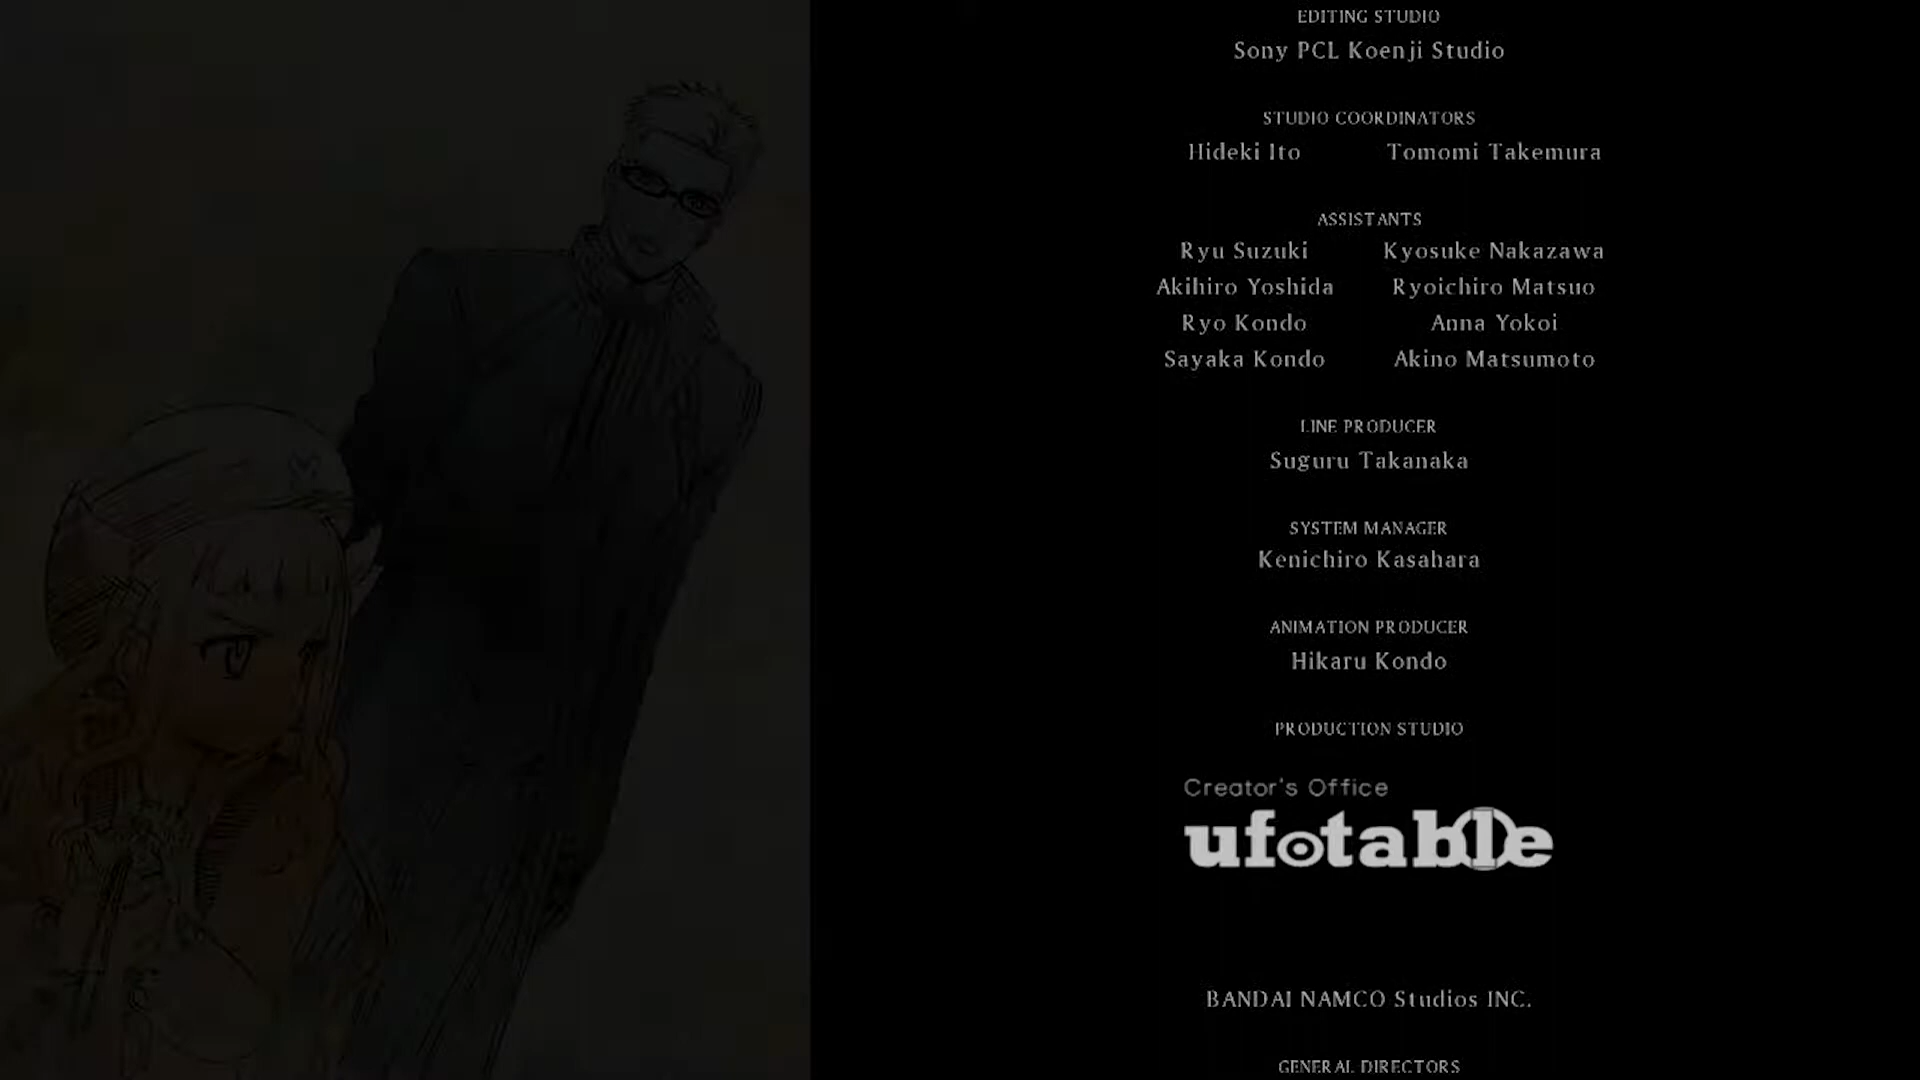 EDITING STUDIO
Sony PCL Koenji Studio
STUDIO COORDINATORS
Hideki Ito Tomomi Takemura
ASSISTANTS
Ryu Suzuki Kyosuke Nakazawa
Akihiro Yoshida Ryoichiro Matsuo
Ryo Kondo Anna Yokoi
Sayaka Kondo Akino Matsumoto
LINE PRODUCER
Suguru Takanaka
SYSTEM MANAGER
Kenichiro Kasahara
ANIMATION PRODUCER
Hikaru Kondo
PRODUCTION STUDIO
Creator's Office
ufotable
BANDAI NAMCO Studios INC.
GENERAL DIRECTORS